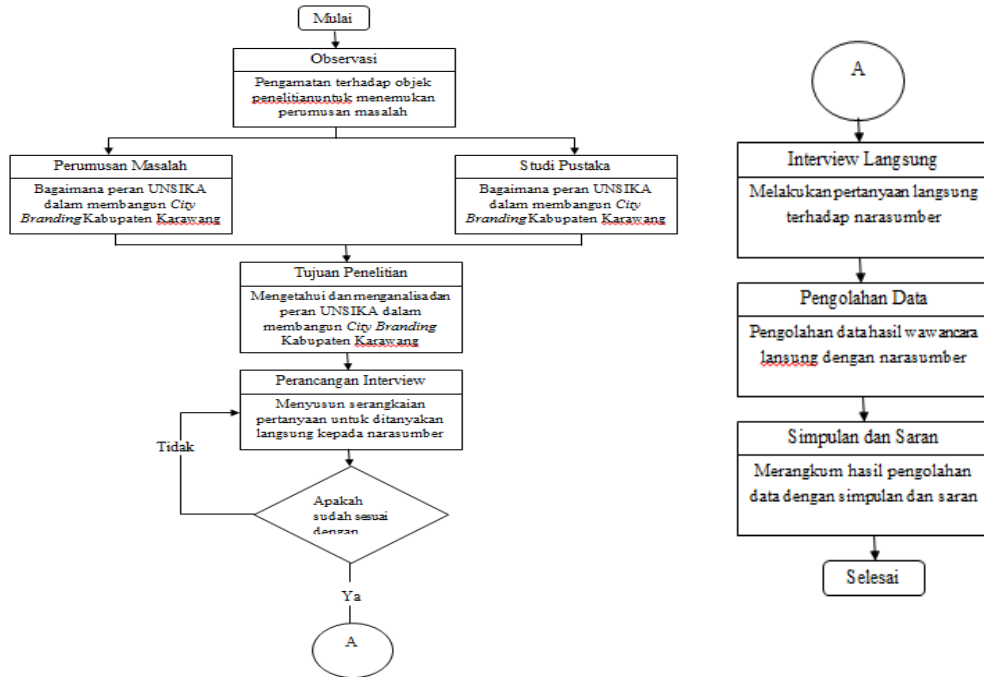 Mulai
Observasi
Pengamatan terhadap objek
penelitianuntuk menemukan
perumusan masalah
Perumusan Masalah
Bagaimana peran UNSIKA
dalam membangun City
Branding Kabupaten Karawang
Studi Pustaka
Bagaimana peran UNSIKA
dalam membangun City
Branding Kabupaten Karawang
Tujuan Penelitian
Mengetahui dan menganalisadan
peran UNSIKA dalam
membangun City Branding
Kabupaten Karawang
Perancangan Interview
Menyusun serangkaian
pertanyaan untuk ditanyakan
langsung kepada narasumber
Tidak
Apakah
sudah sesuai
dengan
Ya
A
A
Interview Langsung
Melakukan pertanyaan langsung
terhadap narasumber
Pengolahan Data
Pengolahan data hasil wawancara
lansung dengan narasumber
Simpulan dan Saran
Merangkum hasil pengolahan
data dengan simpulan dan saran
Selesai